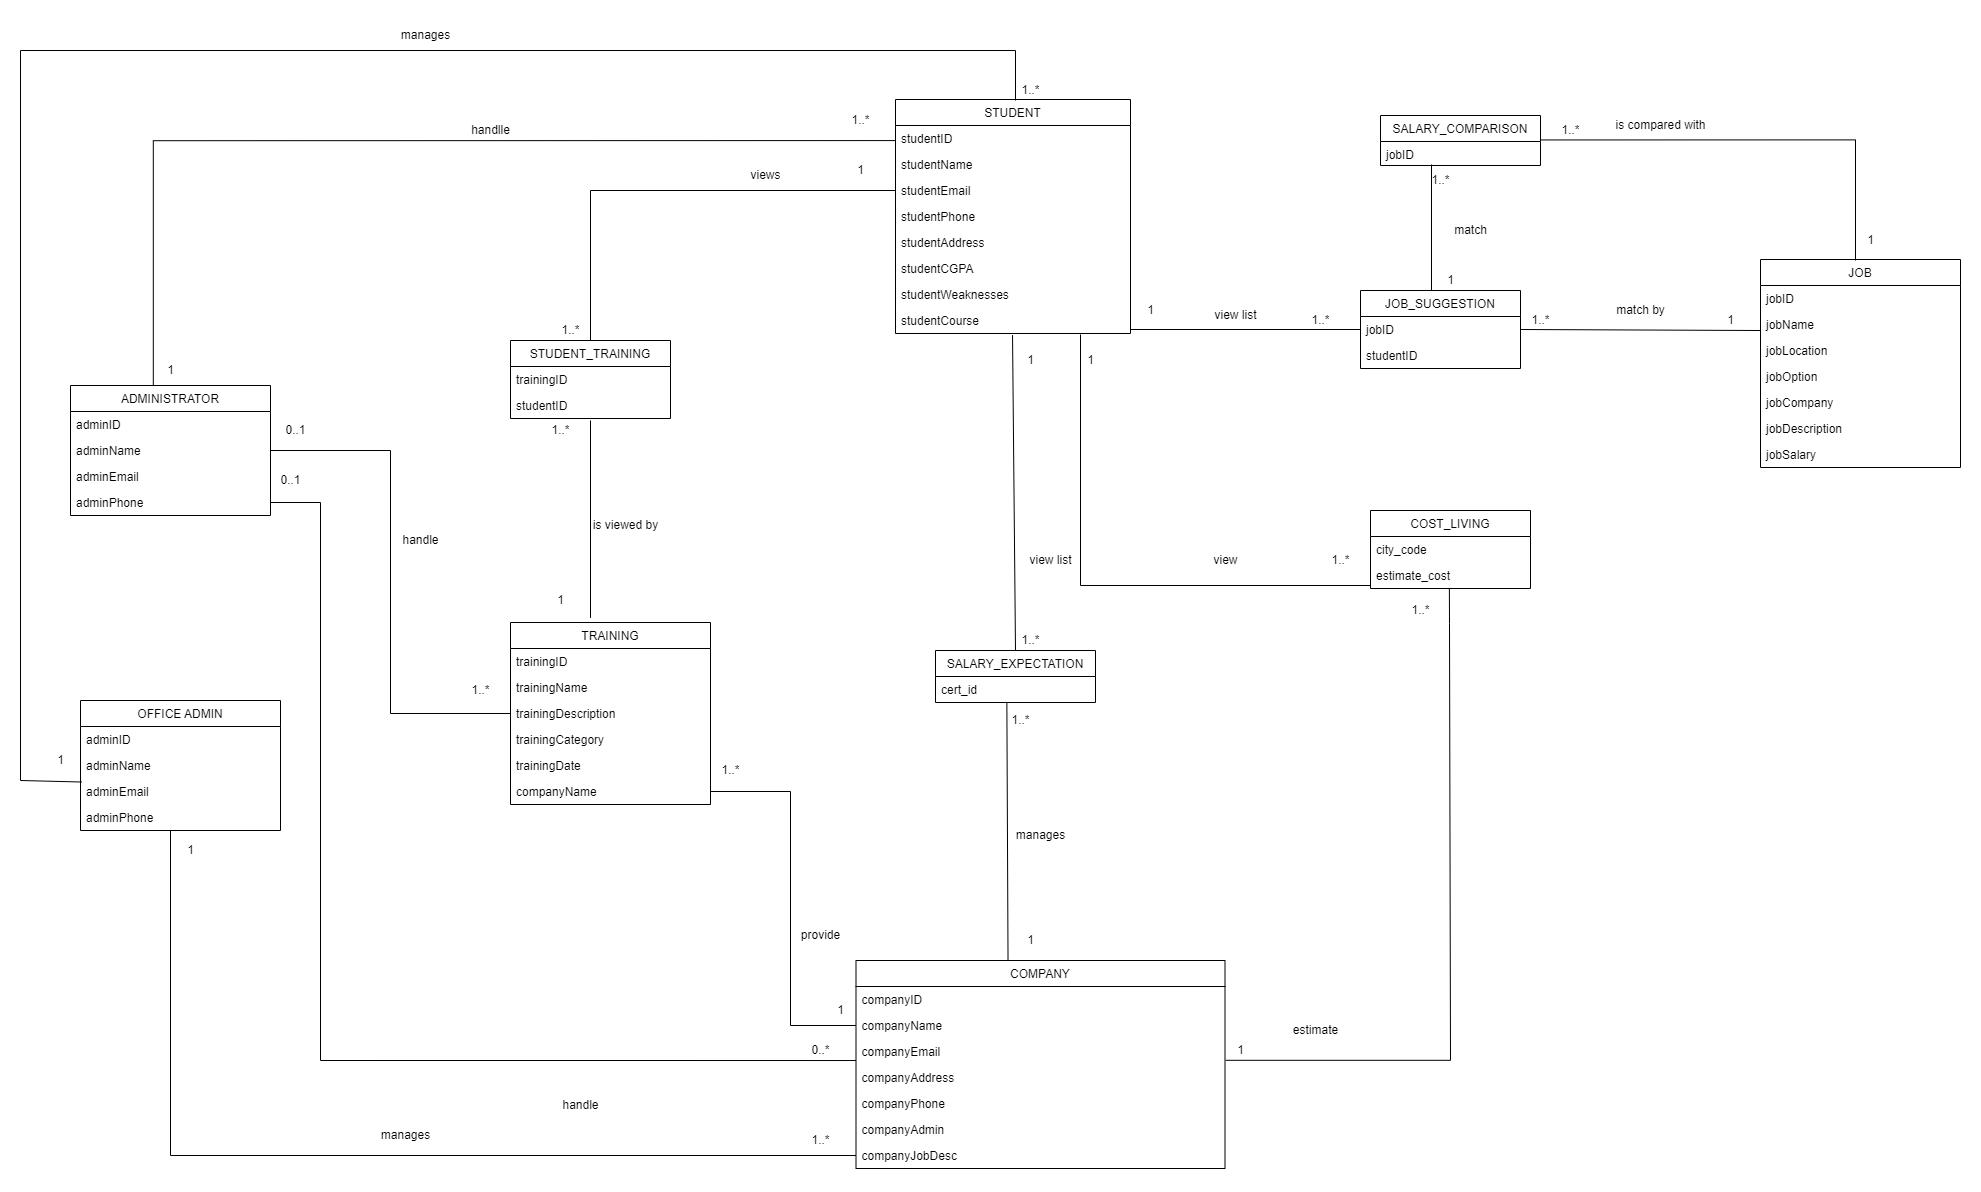 manages
1..*
STUDENT
studentID
studentName
studentEmail
studentPhone
studentAddress
studentCGPA
studentWeaknesses
studentCourse
1..*
handlle
1
views
1
1..*
SALARY_COMPARISON
jobID
1..*
is compared with
1
1..*
match
1
JOB
jobID
jobName
jobLocation
jobOption
jobCompany
jobDescription
jobSalary
JOB_SUGGESTION
jobID
studentID
1
view list
1..*
1..*
match by
1
STUDENT_TRAINING
trainingID
studentID
1..*
is viewed by
1
ADMINISTRATOR
adminID
adminName
adminEmail
adminPhone
0..1
0..1
handle
1..*
1
1
view list
view
1..*
1..*
COST_LIVING
city_code
estimate_cost
1..*
TRAINING
trainingID
trainingName
trainingDescription
trainingCategory
trainingDate
companyName
1..*
SALARY_EXPECTATION
cert_id
1..*
manages
1
OFFICE ADMIN
adminID
adminName
adminEmail
adminPhone
1
1
provide
1
COMPANY
companyID
companyName
companyEmail
companyAddress
companyPhone
companyAdmin
companyJobDesc
0..*
estimate
1
handle
manages
1..*